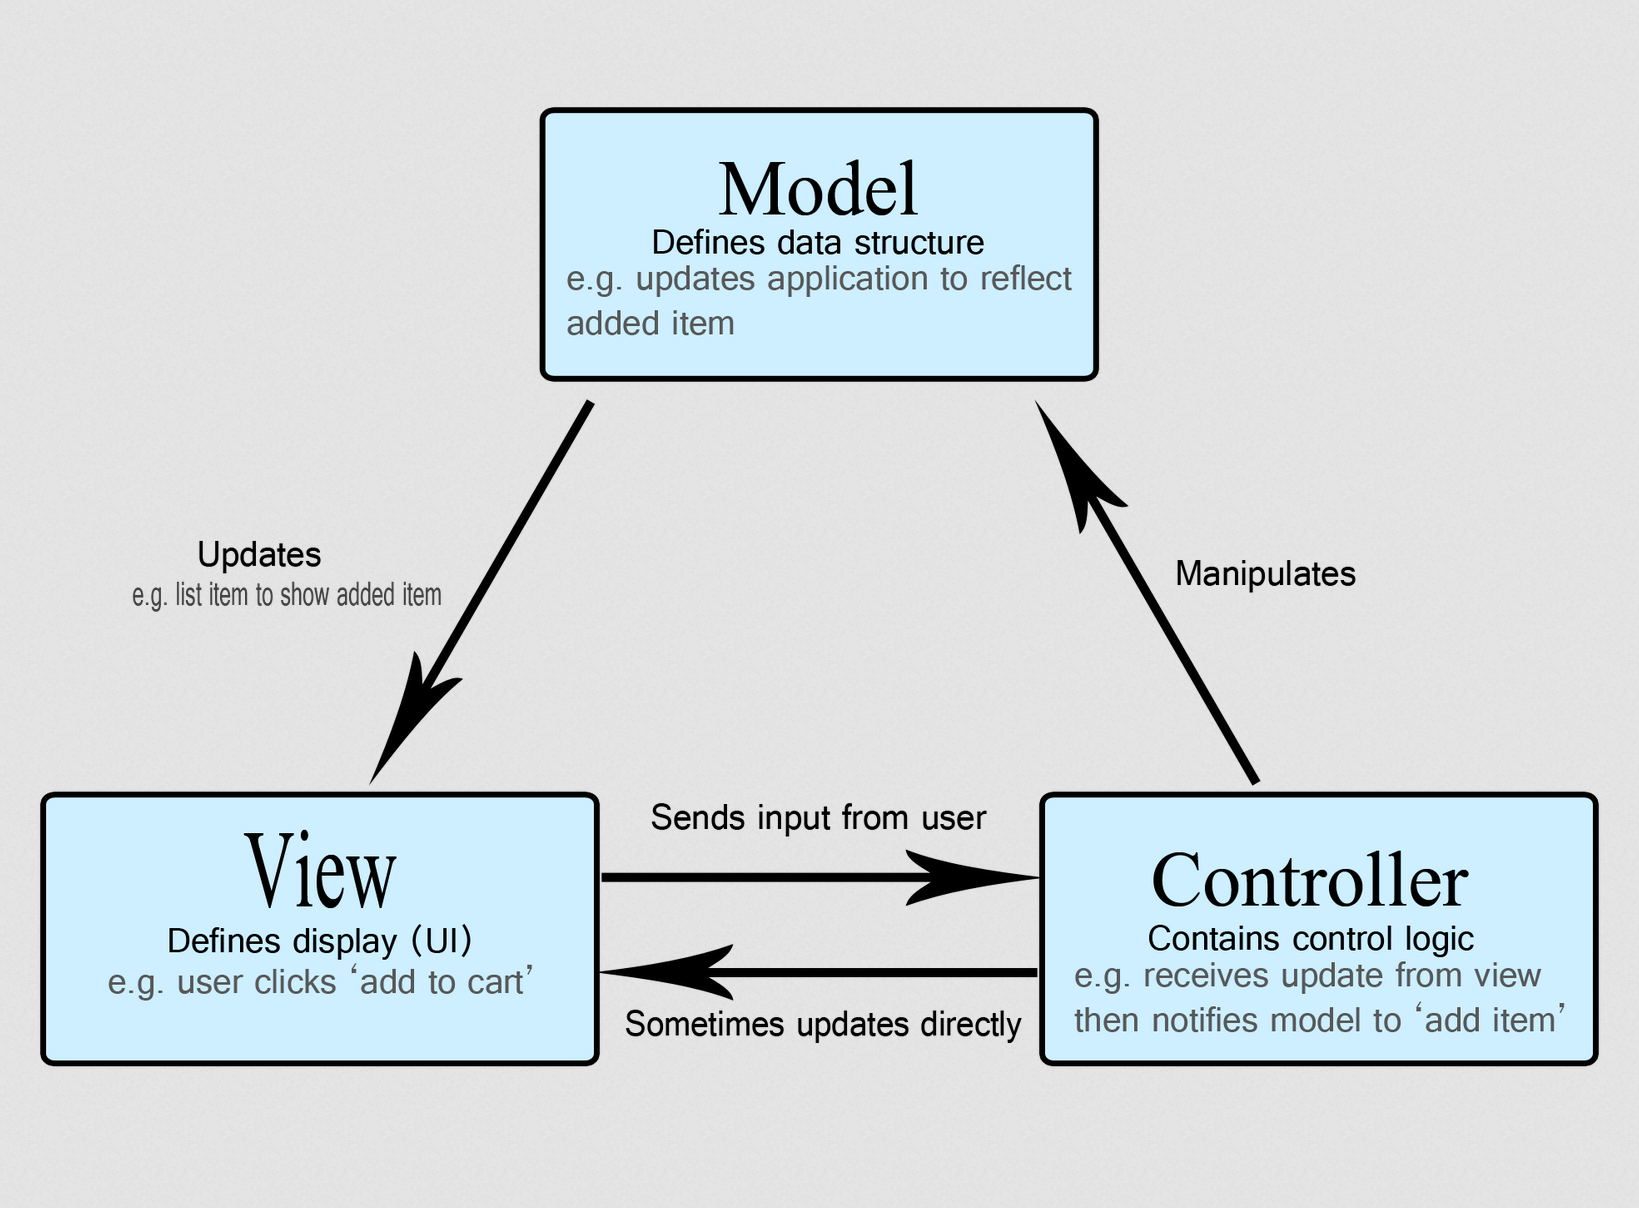 Model
Defines data structure
e.g. updates application to reflect
added item
Updates
e.g. list item to show added item
Manipulates
Sends input from user
View
Defines display (UI)
e.g. user clicks ‘add to cart’
Controller
Contains control logic
e.g. receives update from view
then notifies model to ‘add item’
Sometimes updates directly